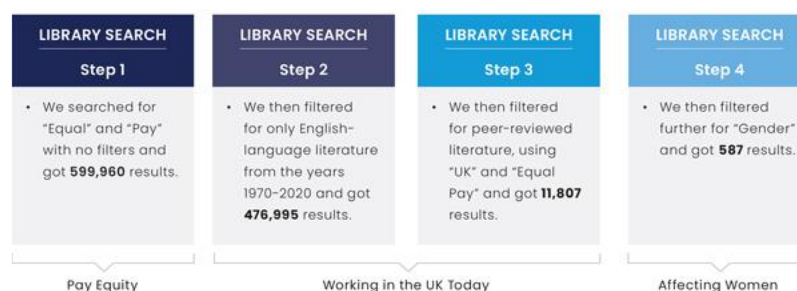 LIBRARY SEARCH
Step 1
• We searched for
"Equal" and "Pay"
with no filters and
got 599,960 results.
LIBRARY SEARCH
Step 2
• We then filtered
for only English-
language literature
from the years
1970-2020 and got
476,995 results.
LIBRARY SEARCH
Step 3
• We then filtered
for peer-reviewed
literature, using
"UK" and "Equal
Pay" and got 11,807
results.
LIBRARY SEARCH
Step 4
• We then filtered
further for "Gender"
and got 587 results.
Pay Equity
Working in the UK Today
Affecting Women